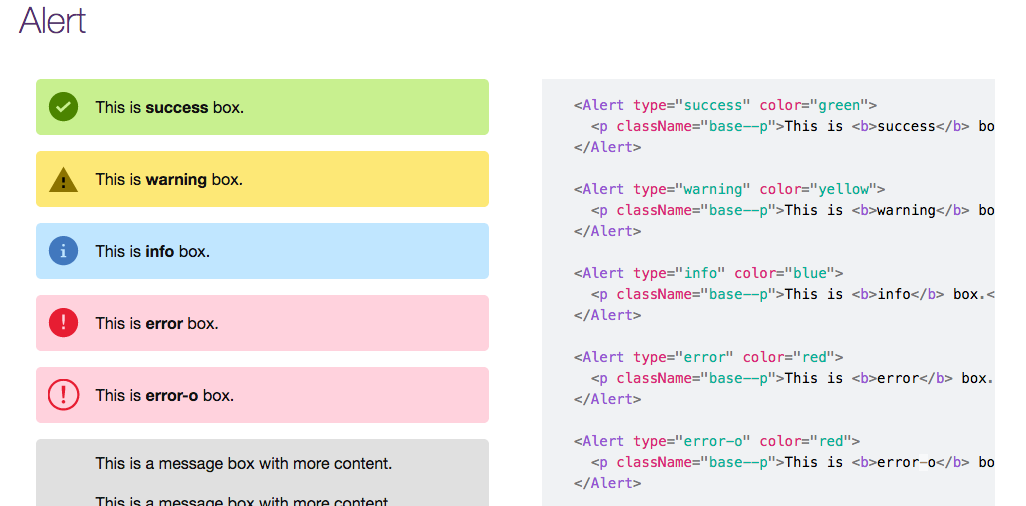 Alert
This is success box.
This is warning box.
This is info box.
This is error box.
This is error-o box.
This is a message box with more content.
This is a message box with more content.
<Alert type="success" color="green">
<p className="base--p">This is <b>success</b> bo
</Alert>
<Alert type="warning" color="yellow">
<p className="base--p">This is <b>warning</b> bo
</Alert>
<Alert type="info" color="blue">
<p className="base--p">This is <b>info</b> box.<
</Alert>
<Alert type="error" color="red">
<p className="base--p">This is <b>error</b> box.
</Alert>
<Alert type="error-o" color="red">
<p className="base--p">This is <b>error-o</b> bo
</Alert>